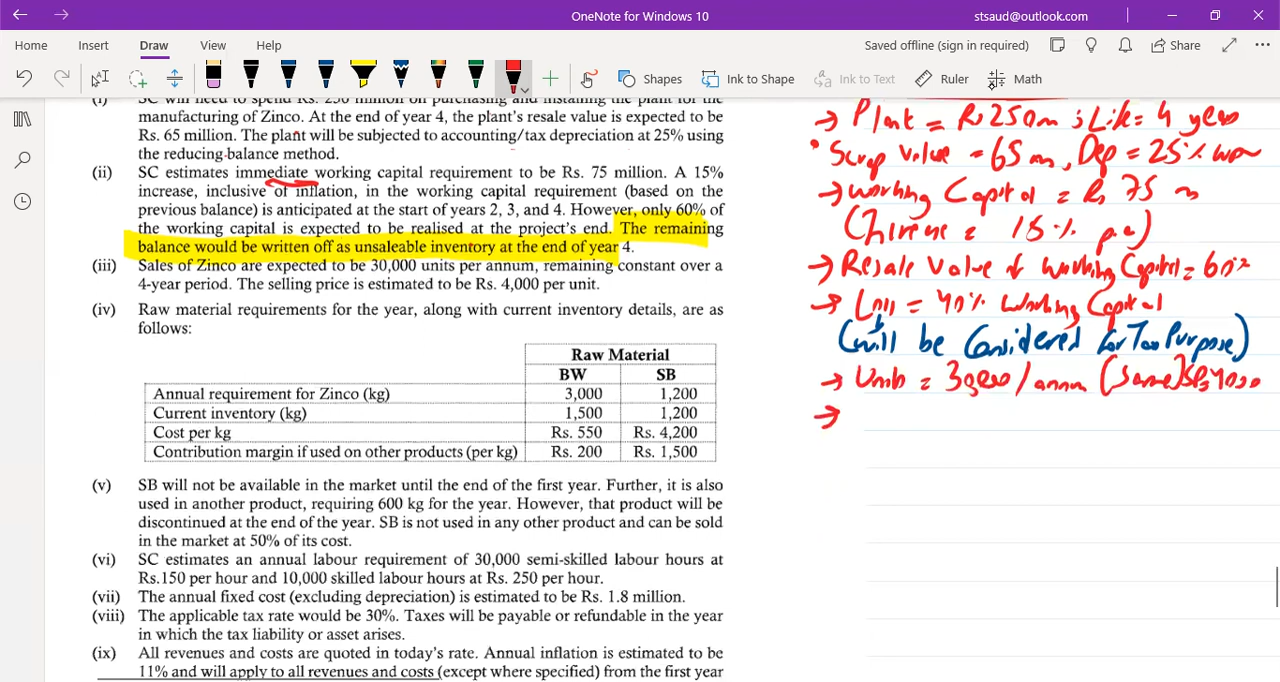 OneNote for Windows 10
stsaud@outlook.com
Home Insert Draw View Help
Saved offline (sign in required) Share
Shapes Ink to Shape Ink to Text Ruler Math
(i) SC will need to spend Rs. 250 million on purchasing and installing the plant for the
manufacturing of Zinco. At the end of year 4, the plant's resale value is expected to be
Rs. 65 million. The plant will be subjected to accounting/tax depreciation at 25% using
the reducing-balance method.
(ii) SC estimates immediate working capital requirement to be Rs. 75 million. A 15%
increase, inclusive of inflation, in the working capital requirement (based on the
previous balance) is anticipated at the start of years 2, 3, and 4. However, only 60% of
the working capital is expected to be realised at the project's end. The remaining
balance would be written off as unsaleable inventory at the end of year 4.
(iii) Sales of Zinco are expected to be 30,000 units per annum, remaining constant over a
4-year period. The selling price is estimated to be Rs. 4,000 per unit.
(iv) Raw material requirements for the year, along with current inventory details, are as
follows:
Raw Material
BW SB
Annual requirement for Zinco (kg) 3,000 1,200
Current inventory (kg) 1,500 1,200
Cost per kg Rs. 550 Rs. 4,200
Contribution margin if used on other products (per kg) Rs. 200 Rs. 1,500
(v) SB will not be available in the market until the end of the first year. Further, it is also
used in another product, requiring 600 kg for the year. However, that product will be
discontinued at the end of the year. SB is not used in any other product and can be sold
in the market at 50% of its cost.
(vi) SC estimates an annual labour requirement of 30,000 semi-skilled labour hours at
Rs.150 per hour and 10,000 skilled labour hours at Rs. 250 per hour.
(vii) The annual fixed cost (excluding depreciation) is estimated to be Rs. 1.8 million.
(viii) The applicable tax rate would be 30%. Taxes will be payable or refundable in the year
in which the tax liability or asset arises.
(ix) All revenues and costs are quoted in today's rate. Annual inflation is estimated to be
11% and will apply to all revenues and costs (except where specified) from the first year
→ Plant = Rs 250m ; Life = 4 years
Scrap Value = 65 m, Dep = 25%
→ Working Capital = Rs 75 m
= 15% p.a)
→ Resale Value of Working Capital = 60%
→ Loss = 40% Working Capital
(will be Considered for Tax Purpose)
→ Units = / annum (Same)
→